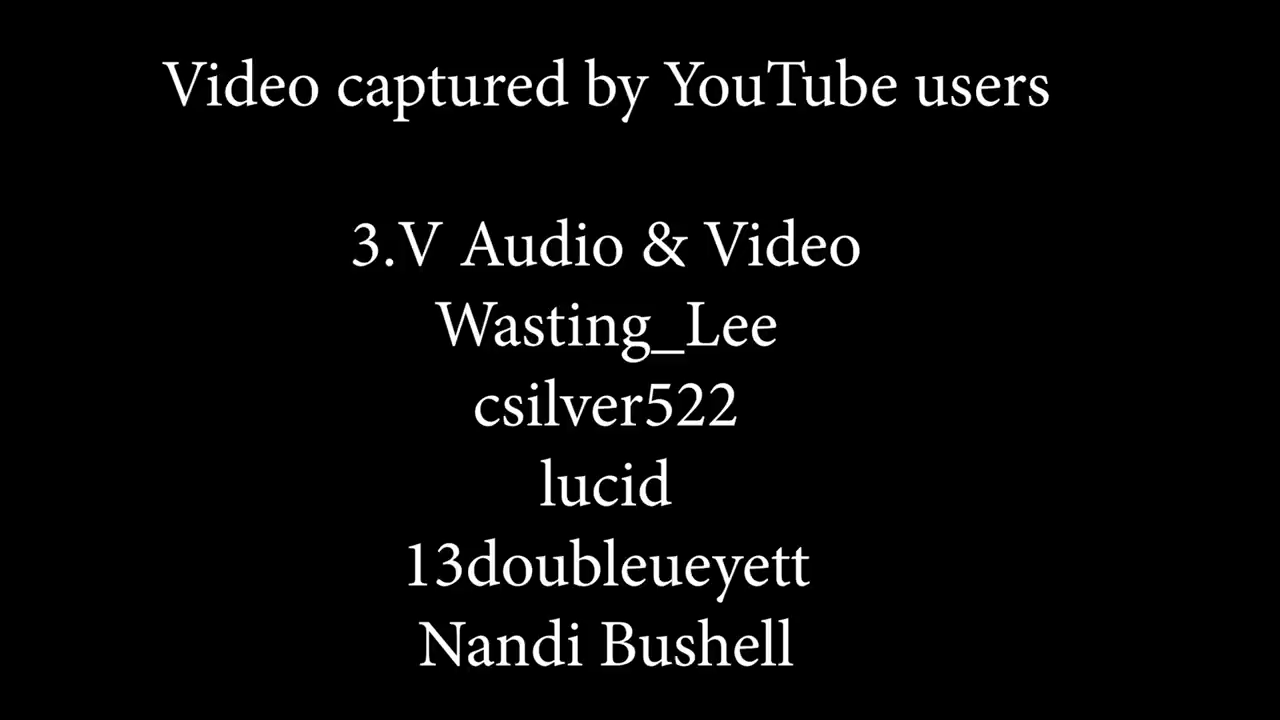 Video captured by YouTube users
3.V Audio & Video
Wasting_Lee
csilver522
lucid
13doubleueyett
Nandi Bushell